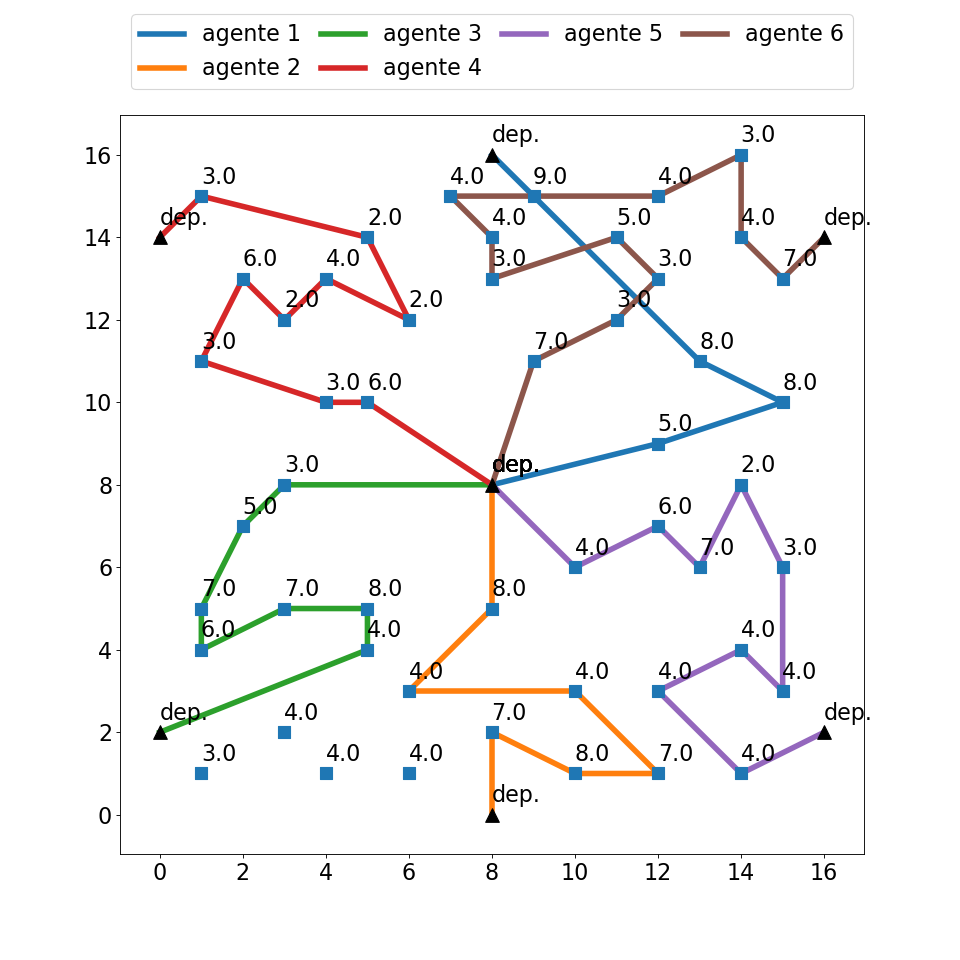 agente 1 agente 3 agente 5 agente 6
agente 2 agente 4
dep. 3.0
16
3.0 4.0 9.0 4.0
dep. 2.0 4.0 5.0 4.0 dep.
14
6.0 4.0 3.0 3.0 7.0
2.0 2.0 3.0
12
3.0 7.0 8.0
3.0 6.0 8.0
10
5.0
3.0 dep. 2.0
8
5.0 6.0
4.0 7.0 3.0
6
7.0 7.0 8.0 8.0
6.0 4.0 4.0
4
4.0 4.0 4.0 4.0
dep. 4.0 7.0 dep.
2
3.0 4.0 4.0 8.0 7.0 4.0
dep.
0
0 2 4 6 8 10 12 14 16